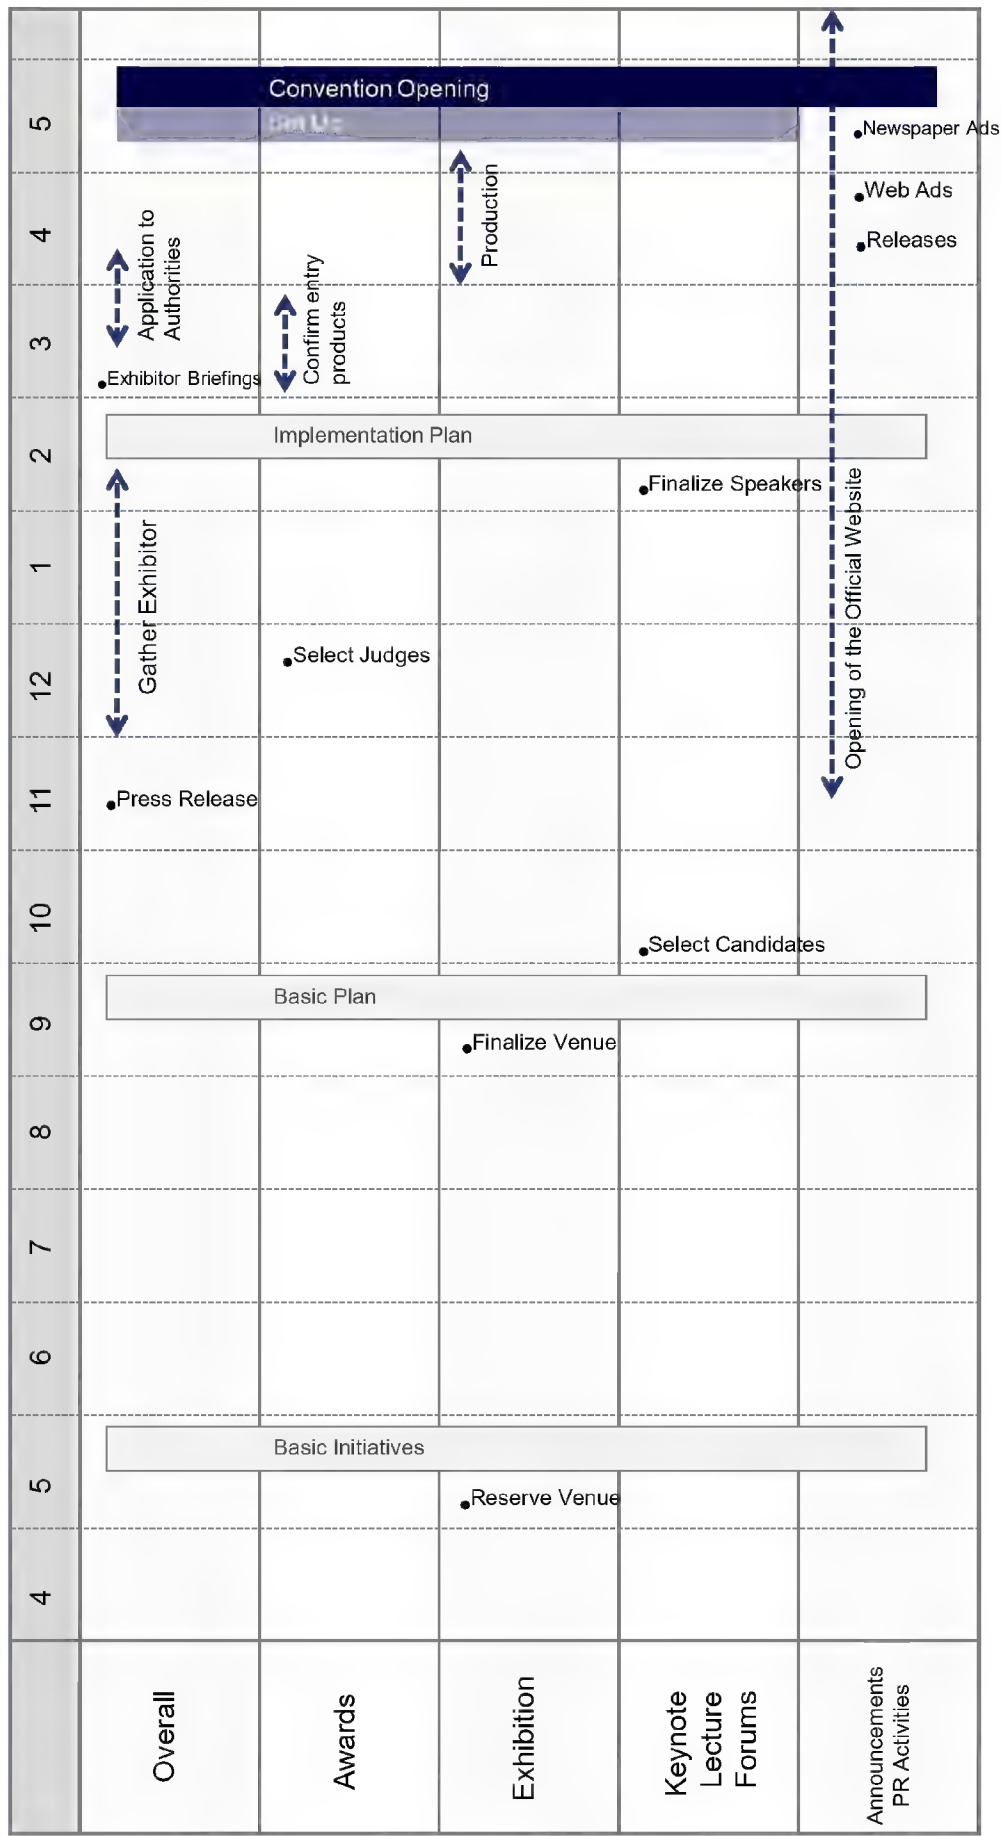 Convention Opening
5
Newspaper Ads
Production
Web Ads
4
Application to
Authorities
Releases
3
Confirm entry
products
Exhibitor Briefings
Implementation Plan
2
Finalize Speakers
Opening of the Official Website
1
Gather Exhibitor
Select Judges
12
11
Press Release
10
Select Candidates
Basic Plan
9
Finalize Venue
8
7
6
Basic Initiatives
5
Reserve Venue
4
Overall
Awards
Exhibition
Keynote
Lecture
Forums
Announcements
PR Activities